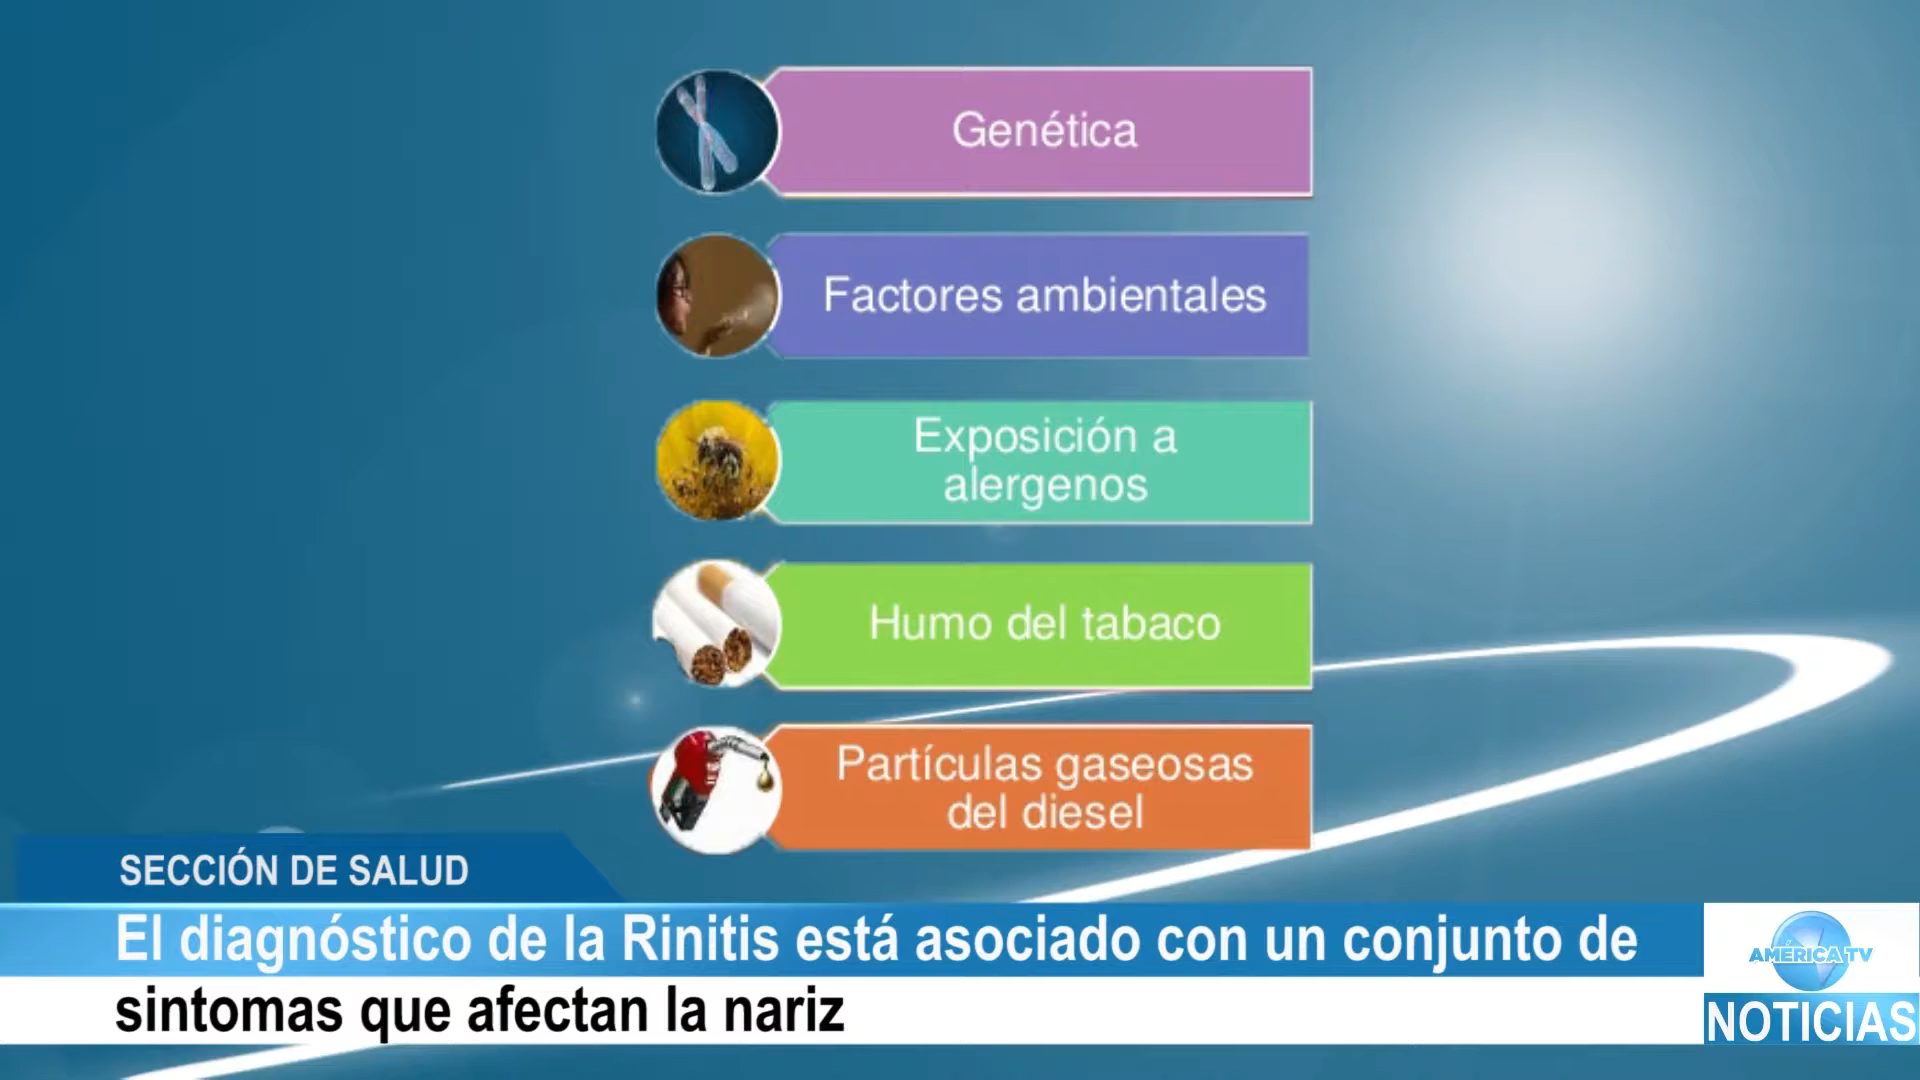 Genética
Factores ambientales
Exposición a
alergenos
Humo del tabaco
Partículas gaseosas
del diesel
SECCIÓN DE SALUD
El diagnóstico de la Rinitis está asociado con un conjunto de
sintomas que afectan la nariz
AMÉRICA TV
NOTICIAS